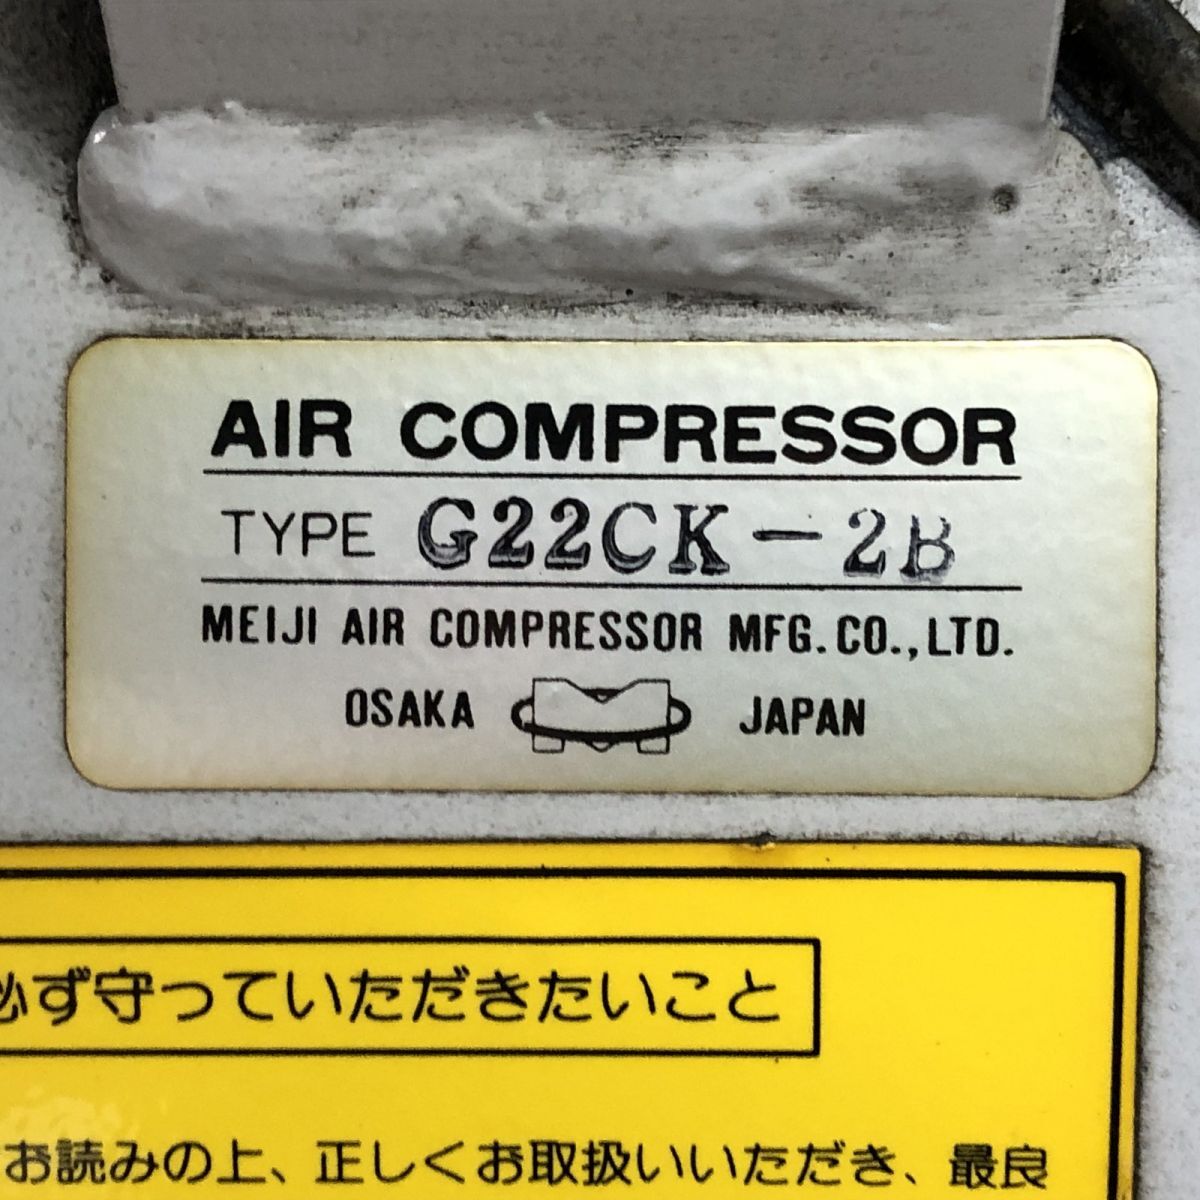 AIR COMPRESSOR
TYPE G22CK-2B
MEIJI AIR COMPRESSOR MFG. CO., LTD.
OSAKA JAPAN
必ず守っていただきたいこと
お読みの上、正しくお取扱いいただき、最良